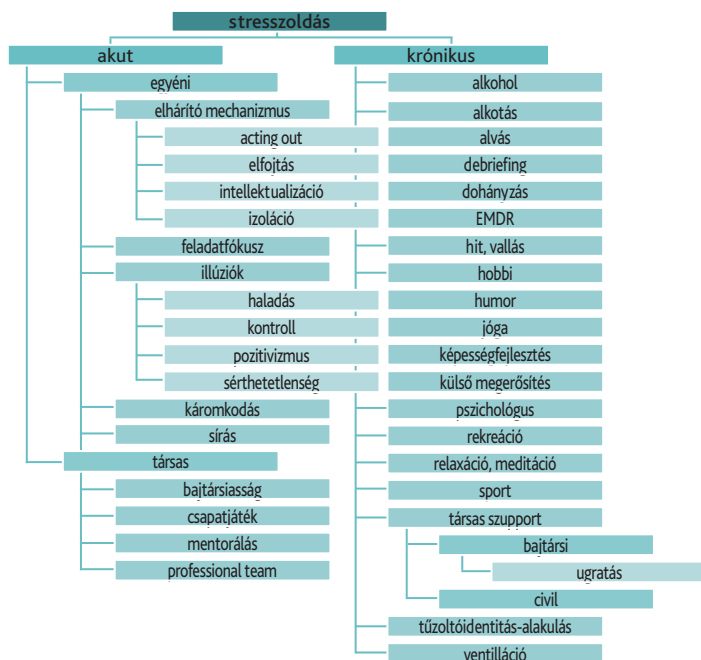 stresszoldás
akut
egyéni
elhárító mechanizmus
acting out
elfojtás
intellektualizáció
izoláció
feladatfókusz
illúziók
haladás
kontroll
pozitivizmus
sérthetetlenség
káromkodás
sírás
társas
bajtársiasság
csapatjáték
mentorálás
professional team
krónikus
alkohol
alkotás
alvás
debriefing
dohányzás
EMDR
hit, vallás
hobbi
humor
jóga
képességfejlesztés
külső megerősítés
pszichológus
rekreáció
relaxáció, meditáció
sport
társas szupport
bajtársi
ugratás
civil
tűzoltóidentitás-alakulás
ventilláció